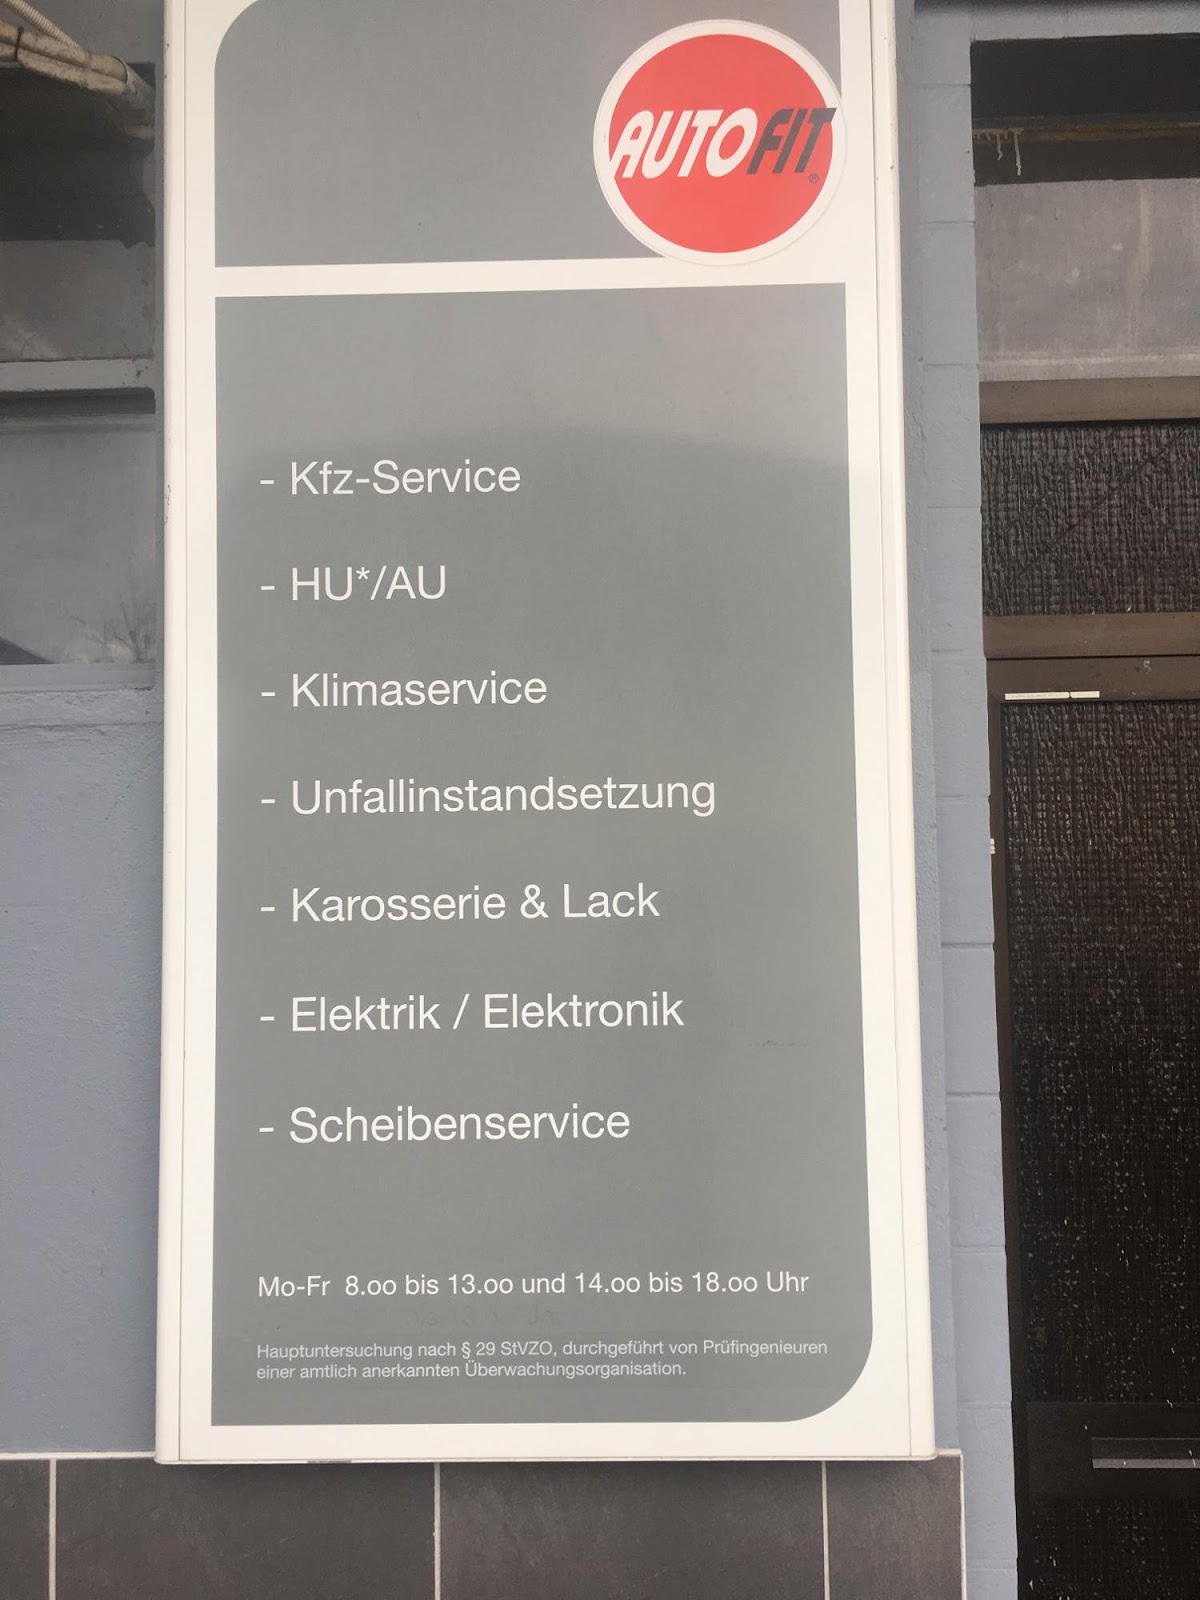 AUTOFIT®
- Kfz-Service
- HU*/AU
- Klimaservice
- Unfallinstandsetzung
- Karosserie & Lack
- Elektrik / Elektronik
- Scheibenservice
Mo-Fr 8.oo bis 13.oo und 14.oo bis 18.oo Uhr
Hauptuntersuchung nach § 29 StVZO, durchgeführt von Prüfingenieuren
einer amtlich anerkannten Überwachungsorganisation.